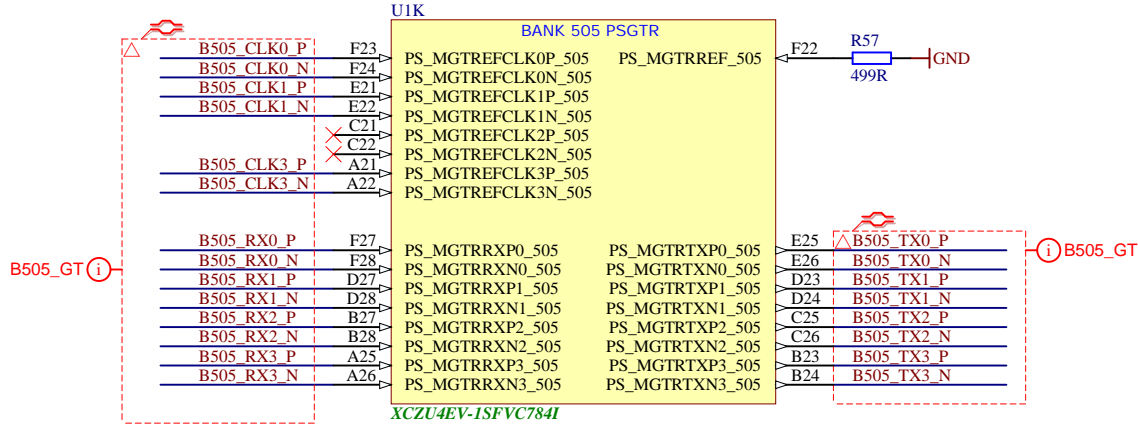 U1K
BANK 505 PSGTR
B505_CLK0_P F23 PS_MGTREFCLK0P_505 PS_MGTRREF_505 F22 R57 499R GND
B505_CLK0_N F24 PS_MGTREFCLK0N_505
B505_CLK1_P E21 PS_MGTREFCLK1P_505
B505_CLK1_N E22 PS_MGTREFCLK1N_505
C21 PS_MGTREFCLK2P_505
C22 PS_MGTREFCLK2N_505
B505_CLK3_P A21 PS_MGTREFCLK3P_505
B505_CLK3_N A22 PS_MGTREFCLK3N_505
B505_RX0_P F27 PS_MGTRRXP0_505 PS_MGTRTXP0_505 E25 B505_TX0_P
B505_GT i B505_RX0_N F28 PS_MGTRRXN0_505 PS_MGTRTXN0_505 E26 B505_TX0_N i B505_GT
B505_RX1_P D27 PS_MGTRRXP1_505 PS_MGTRTXP1_505 D23 B505_TX1_P
B505_RX1_N D28 PS_MGTRRXN1_505 PS_MGTRTXN1_505 D24 B505_TX1_N
B505_RX2_P B27 PS_MGTRRXP2_505 PS_MGTRTXP2_505 C25 B505_TX2_P
B505_RX2_N B28 PS_MGTRRXN2_505 PS_MGTRTXN2_505 C26 B505_TX2_N
B505_RX3_P A25 PS_MGTRRXP3_505 PS_MGTRTXP3_505 B23 B505_TX3_P
B505_RX3_N A26 PS_MGTRRXN3_505 PS_MGTRTXN3_505 B24 B505_TX3_N
XCZU4EV-1SFVC784I